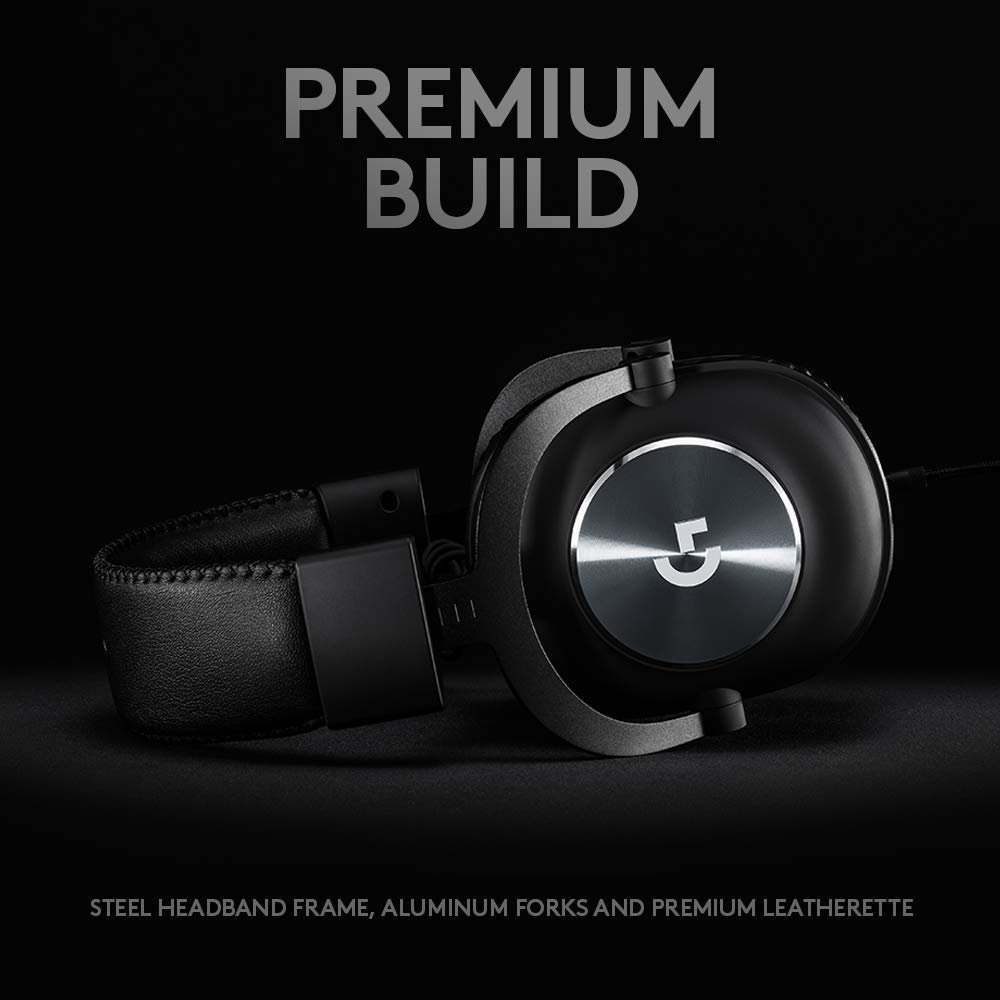 PREMIUM
BUILD
STEEL HEADBAND FRAME, ALUMINUM FORKS AND PREMIUM LEATHERETTE